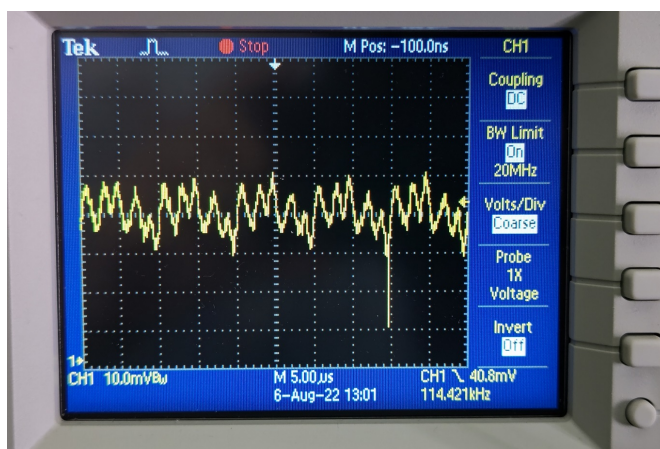 Tek Stop M Pos: -100.0ns CH1
Coupling
DC
BW Limit
On
20MHz
Volts/Div
Coarse
Probe
1X
Voltage
Invert
Off
1
CH1 10.0mVBW M 5.00µs CH1 40.8mV
6-Aug-22 13:01 114.421kHz